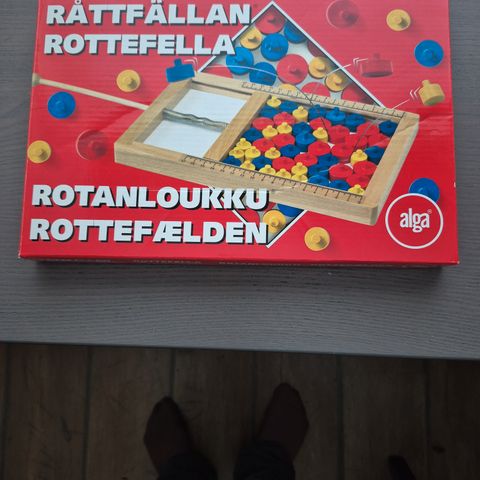 RÅTTFÄLLAN
ROTTEFELLA
ROTANLOUKKU
ROTTEFÆLDEN
alga